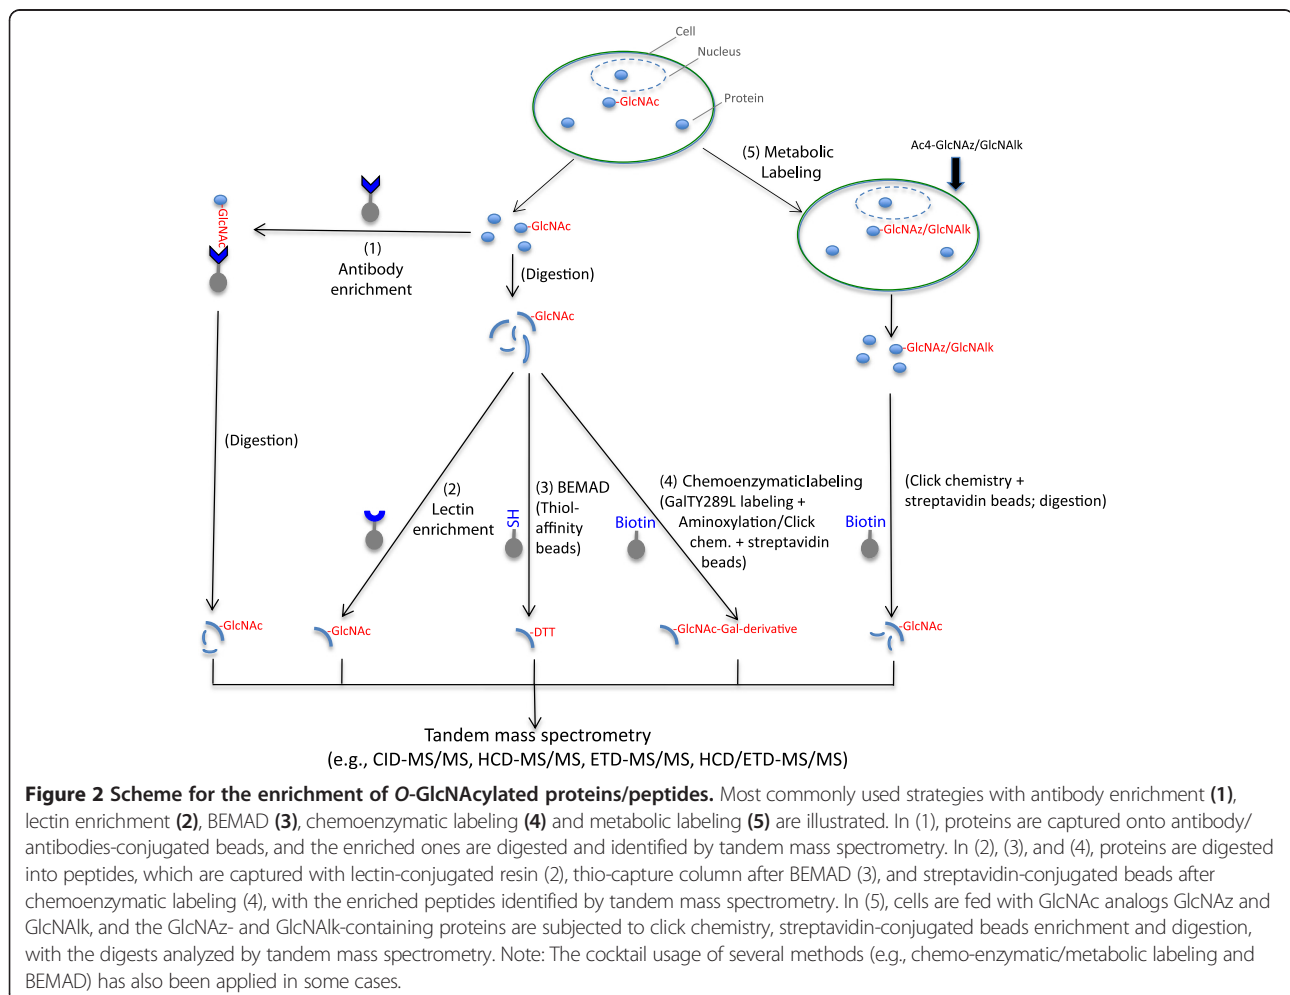 Cell
Nucleus
-GlcNAc
Protein
(5) Metabolic
Labeling
Ac4-GlcNAz/GlcNAlk
-GlcNAc
(1)
Antibody
enrichment
-GlcNAc
(Digestion)
-GlcNAz/GlcNAlk
-GlcNAc
-GlcNAz/GlcNAlk
(Digestion)
(2)
Lectin
enrichment
SH
(3) BEMAD
(Thiol-
affinity
beads)
Biotin
(4) Chemoenzymaticlabeling
(GalTY289L labeling +
Aminoxylation/Click
chem. + streptavidin
beads)
Biotin
(Click chemistry +
streptavidin beads; digestion)
-GlcNAc
-GlcNAc
-DTT
-GlcNAc-Gal-derivative
-GlcNAc
Tandem mass spectrometry
(e.g., CID-MS/MS, HCD-MS/MS, ETD-MS/MS, HCD/ETD-MS/MS)
Figure 2 Scheme for the enrichment of O-GlcNAcylated proteins/peptides. Most commonly used strategies with antibody enrichment (1),
lectin enrichment (2), BEMAD (3), chemoenzymatic labeling (4) and metabolic labeling (5) are illustrated. In (1), proteins are captured onto antibody/
antibodies-conjugated beads, and the enriched ones are digested and identified by tandem mass spectrometry. In (2), (3), and (4), proteins are digested
into peptides, which are captured with lectin-conjugated resin (2), thio-capture column after BEMAD (3), and streptavidin-conjugated beads after
chemoenzymatic labeling (4), with the enriched peptides identified by tandem mass spectrometry. In (5), cells are fed with GlcNAc analogs GlcNAz and
GlcNAlk, and the GlcNAz- and GlcNAlk-containing proteins are subjected to click chemistry, streptavidin-conjugated beads enrichment and digestion,
with the digests analyzed by tandem mass spectrometry. Note: The cocktail usage of several methods (e.g., chemo-enzymatic/metabolic labeling and
BEMAD) has also been applied in some cases.